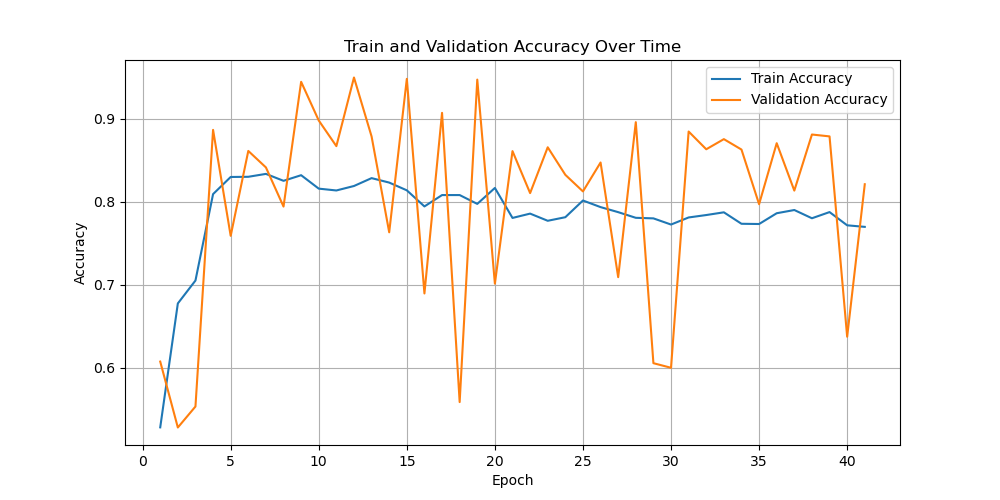 Train and Validation Accuracy Over Time
Train Accuracy
Validation Accuracy
Accuracy
0.9
0.8
0.7
0.6
0 5 10 15 20 25 30 35 40
Epoch